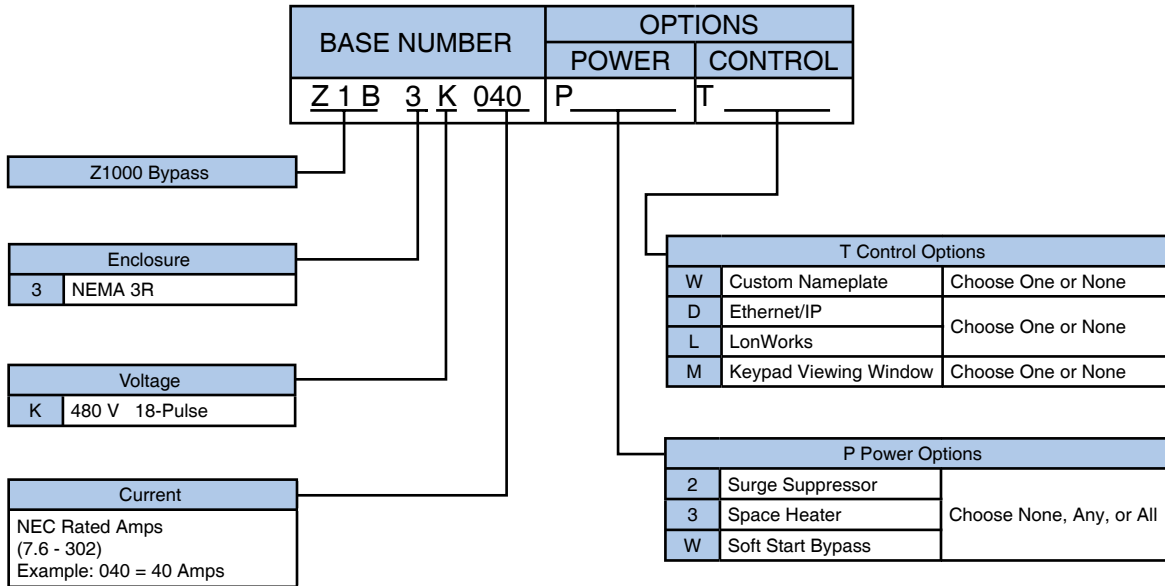 BASE NUMBER
OPTIONS
POWER
CONTROL
Z 1 B 3 K 040
P
T
Z1000 Bypass
Enclosure
3 NEMA 3R
Voltage
K 480 V 18-Pulse
Current
NEC Rated Amps
(7.6 - 302)
Example: 040 = 40 Amps
T Control Options
W Custom Nameplate Choose One or None
D Ethernet/IP
Choose One or None
L LonWorks
M Keypad Viewing Window Choose One or None
P Power Options
2 Surge Suppressor
3 Space Heater Choose None, Any, or All
W Soft Start Bypass